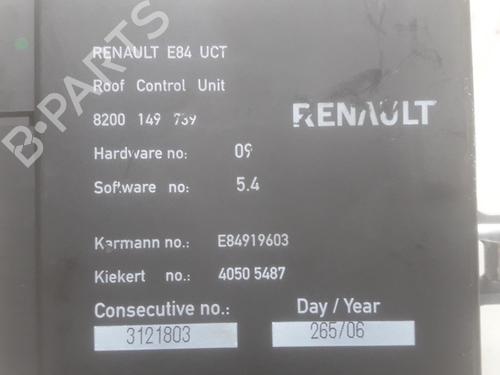 B-PARTS
RENAULT E84 UCT
Roof Control Unit
8200 149 739
RENAULT
Hardware no: 09
Software no: 5.4
Karmann no.: E84919603
Kiekert no.: 4050 5487
Consecutive no.: Day / Year
3121803 265/06